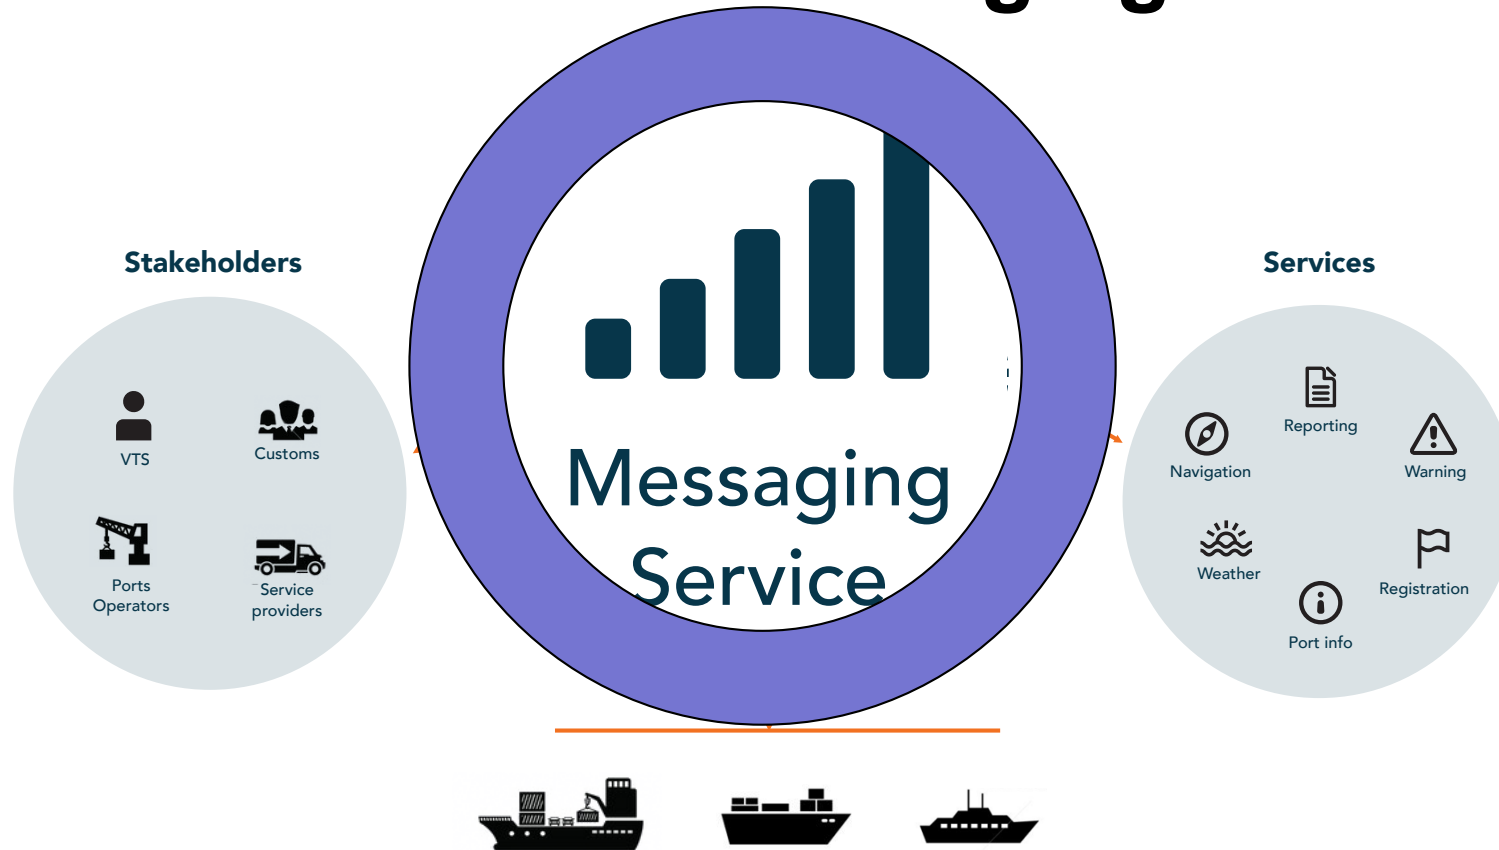 Stakeholders
VTS
Customs
Ports
Operators
Service
providers
Messaging
Service
Services
Reporting
Navigation
Warning
Weather
Registration
Port info